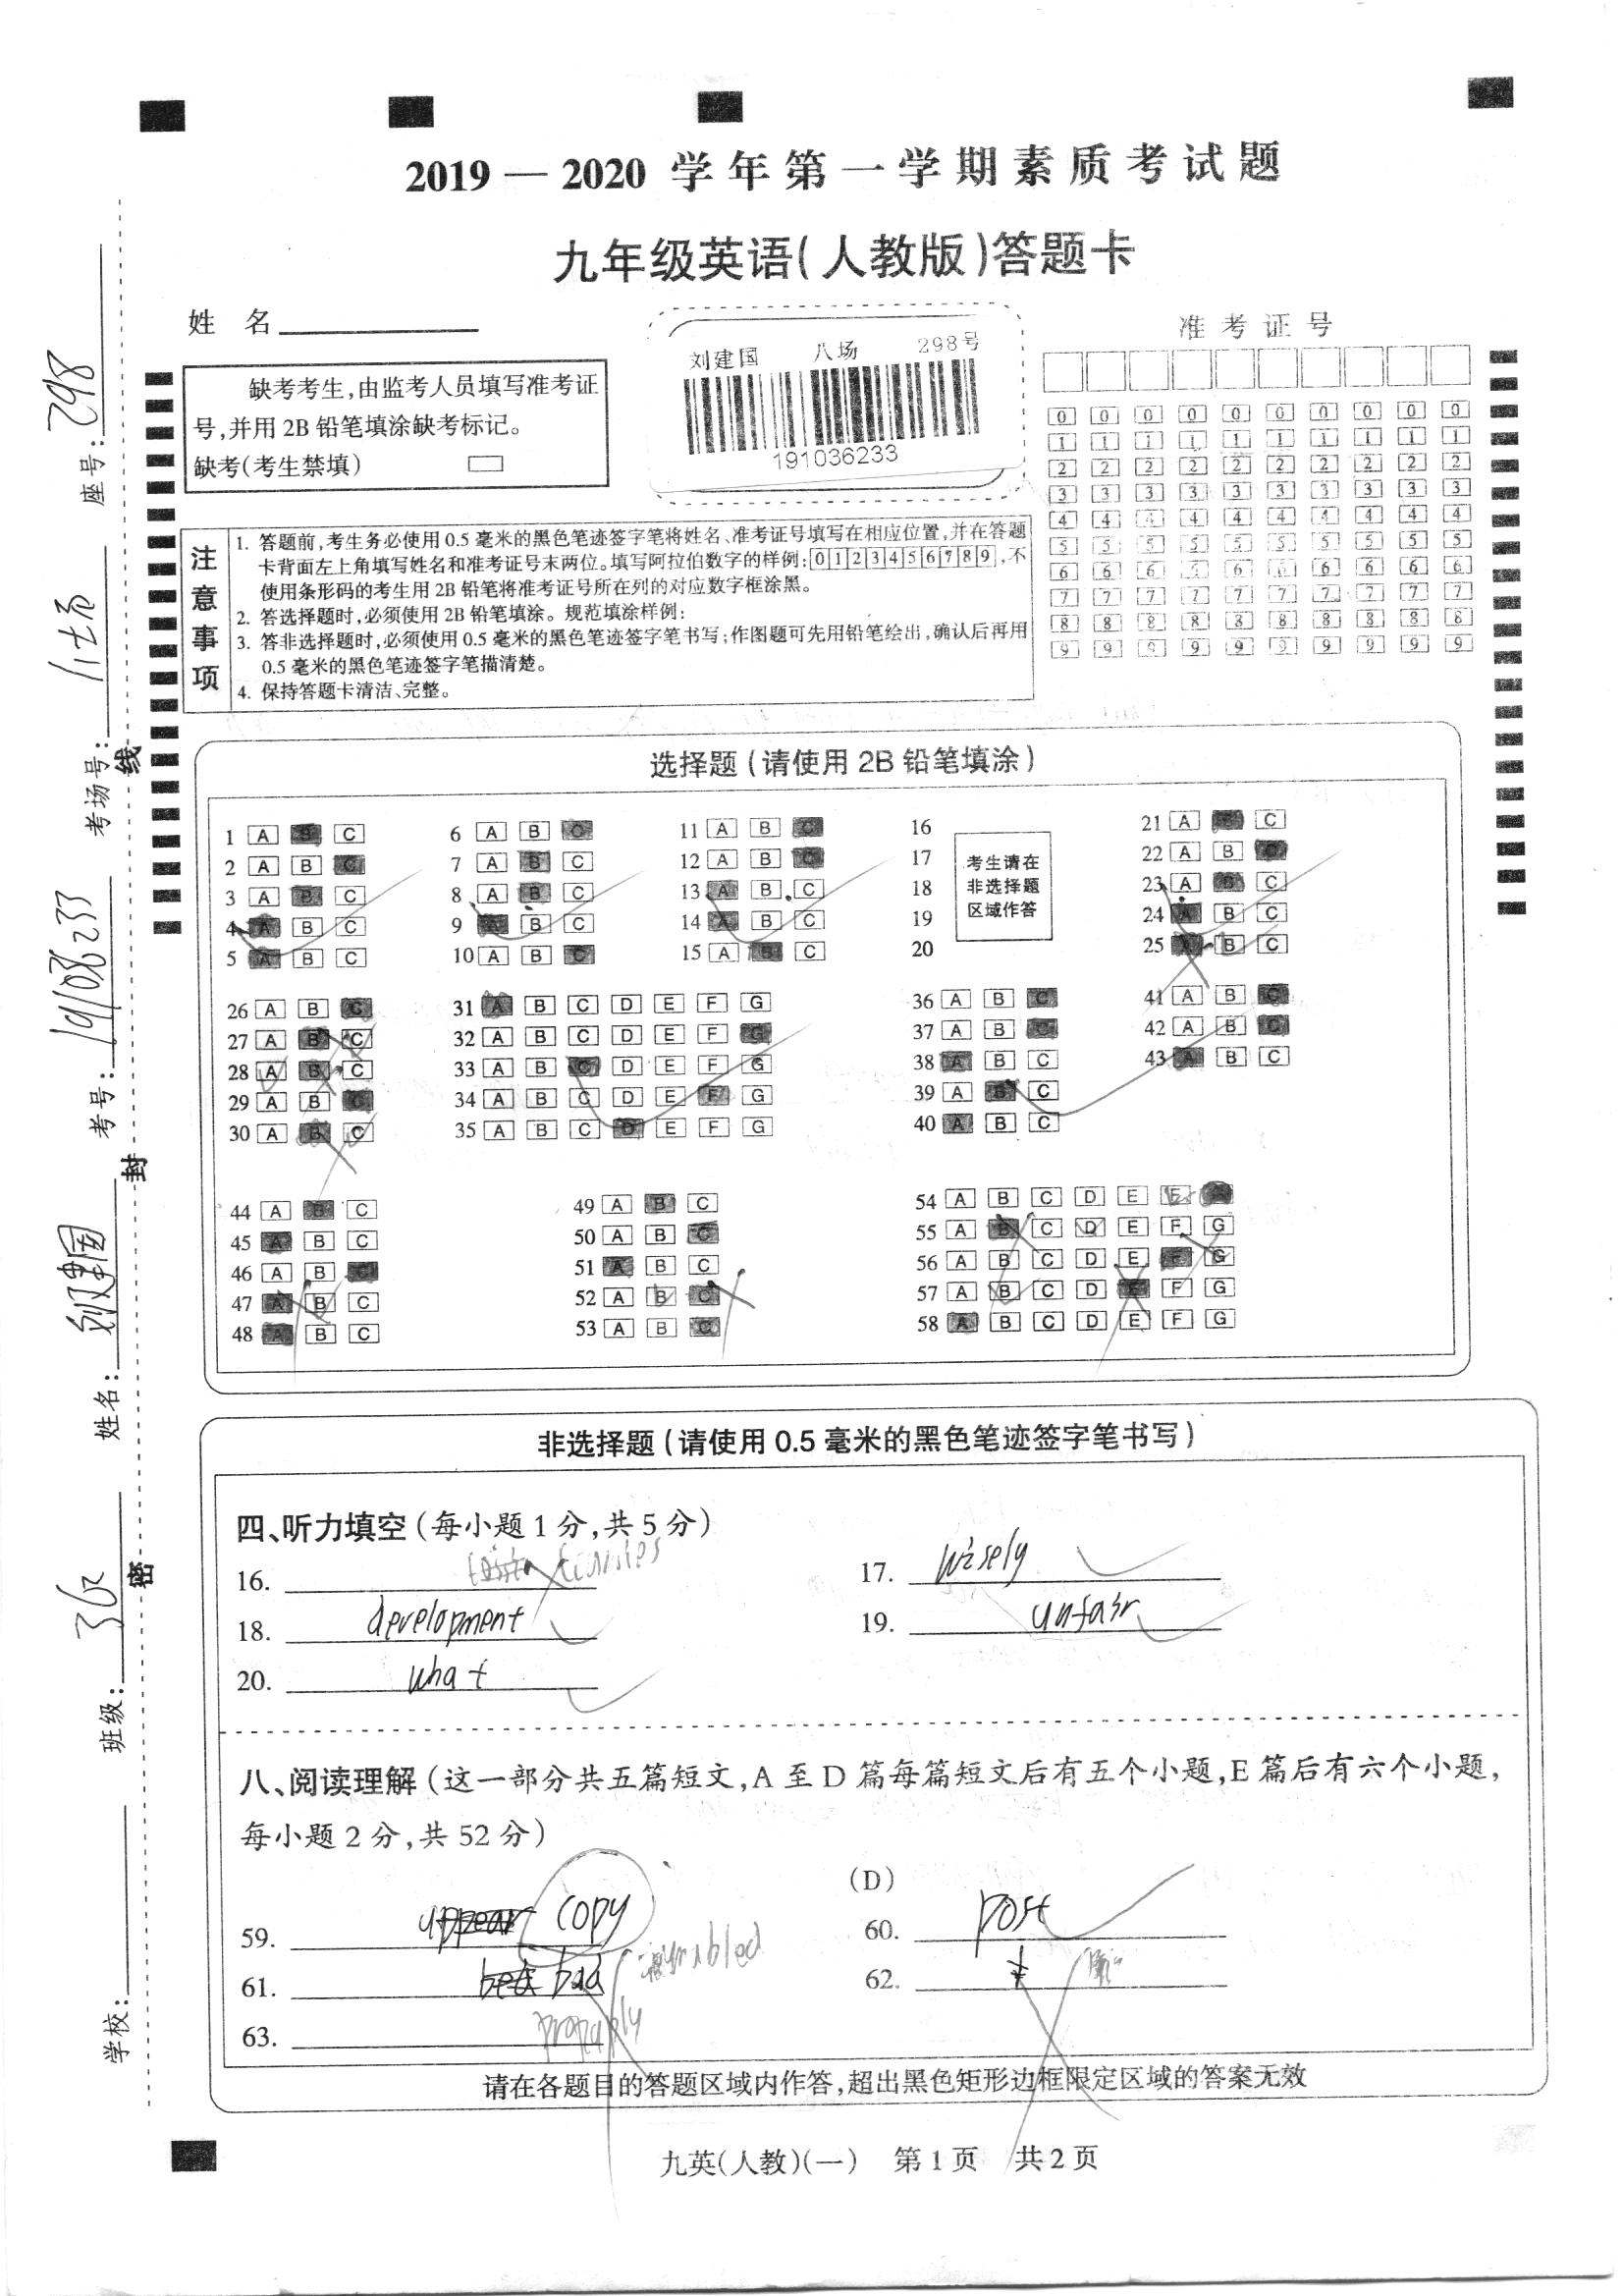 2019 — 2020 学年第一学期素质考试题
九年级英语(人教版)答题卡
姓 名
刘建国 八场 298号
191036233
准 考 证 号
缺考考生,由监考人员填写准考证
号,并用 2B 铅笔填涂缺考标记。
缺考(考生禁填)
注意事项
1. 答题前,考生务必使用 0.5 毫米的黑色笔迹签字笔将姓名、准考证号填写在相应位置,并在答题
卡背面左上角填写姓名和准考证号末两位。填写阿拉伯数字的样例:0 1 2 3 4 5 6 7 8 9,不
使用条形码的考生用 2B 铅笔将准考证号所在列的对应数字框涂黑。
2. 答选择题时,必须使用 2B 铅笔填涂。规范填涂样例:
3. 答非选择题时,必须使用 0.5 毫米的黑色笔迹签字笔书写;作图题可先用铅笔绘出,确认后再用
0.5 毫米的黑色笔迹签字笔描清楚。
4. 保持答题卡清洁、完整。
0 0 0 0 0 0 0 0 0 0
1 1 1 1 1 1 1 1 1 1
2 2 2 2 2 2 2 2 2 2
3 3 3 3 3 3 3 3 3 3
4 4 4 4 4 4 4 4 4 4
5 5 5 5 5 5 5 5 5 5
6 6 6 6 6 6 6 6 6 6
7 7 7 7 7 7 7 7 7 7
8 8 8 8 8 8 8 8 8 8
9 9 9 9 9 9 9 9 9 9
座号: 298
考场号:
考号: 191036233
姓名: 刘建国
班级: 360
学校:
密 封 线
选择题(请使用 2B 铅笔填涂)
1 A B C 6 A B C 11 A B C 16 21 A B C
2 A B C 7 A B C 12 A B C 17 22 A B C
3 A B C 8 A B C 13 A B C 18 23 A B C
4 A B C 9 A B C 14 A B C 19 24 A B C
5 A B C 10 A B C 15 A B C 20 25 A B C
考生请在
非选择题
区域作答
26 A B C 31 A B C D E F G 36 A B C 41 A B C
27 A B C 32 A B C D E F G 37 A B C 42 A B C
28 A B C 33 A B C D E F G 38 A B C 43 A B C
29 A B C 34 A B C D E F G 39 A B C
30 A B C 35 A B C D E F G 40 A B C
44 A B C 49 A B C 54 A B C D E F
45 A B C 50 A B C 55 A B C D E F G
46 A B C 51 A B C 56 A B C D E F G
47 A B C 52 A B C 57 A B C D E F G
48 A B C 53 A B C 58 A B C D E F G
非选择题(请使用 0.5 毫米的黑色笔迹签字笔书写)
四、听力填空(每小题 1 分,共 5 分)
16. 17. wisely
18. development 19. unfair
20. what
八、阅读理解(这一部分共五篇短文,A 至 D 篇每篇短文后有五个小题,E 篇后有六个小题,
每小题 2 分,共 52 分)
(D)
59. copy 60. post
61. bad 62.
63.
请在各题目的答题区域内作答,超出黑色矩形边框限定区域的答案无效
九英(人教)(一) 第 1 页 共 2 页